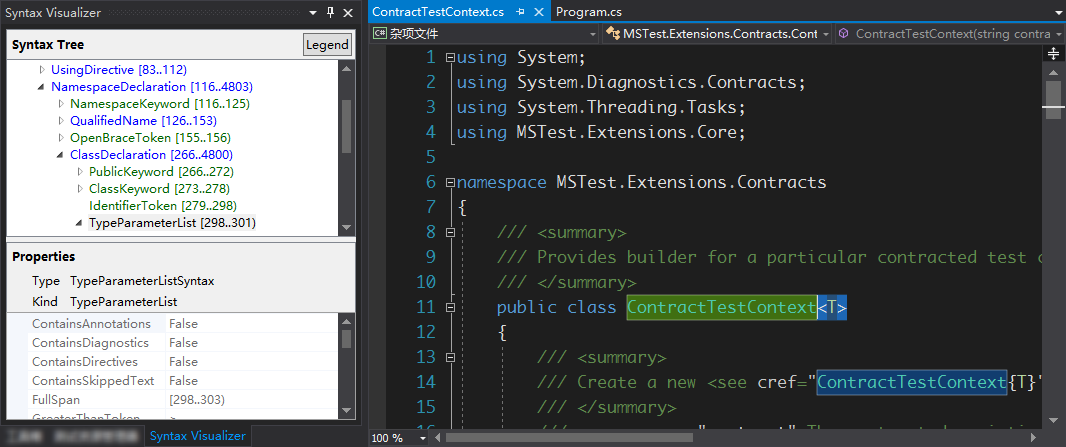 Syntax Visualizer
Syntax Tree
Legend
UsingDirective [83..112)
NamespaceDeclaration [116..4803)
NamespaceKeyword [116..125)
QualifiedName [126..153)
OpenBraceToken [155..156)
ClassDeclaration [266..4800)
PublicKeyword [266..272)
ClassKeyword [273..278)
IdentifierToken [279..298)
TypeParameterList [298..301)
Properties
Type TypeParameterListSyntax
Kind TypeParameterList
ContainsAnnotations False
ContainsDiagnostics False
ContainsDirectives False
ContainsSkippedText False
FullSpan [298..303)
GreaterThanToken >
Syntax Visualizer
ContractTestContext.cs Program.cs
C# 杂项文件 MSTest.Extensions.Contracts.Cont ContractTestContext(string contra
1 using System;
2 using System.Diagnostics.Contracts;
3 using System.Threading.Tasks;
4 using MSTest.Extensions.Core;
5
6 namespace MSTest.Extensions.Contracts
7 {
8 /// <summary>
9 /// Provides builder for a particular contracted test c
10 /// </summary>
11 public class ContractTestContext<T>
12 {
13 /// <summary>
14 /// Create a new <see cref="ContractTestContext{T}"
15 /// </summary>
100 %